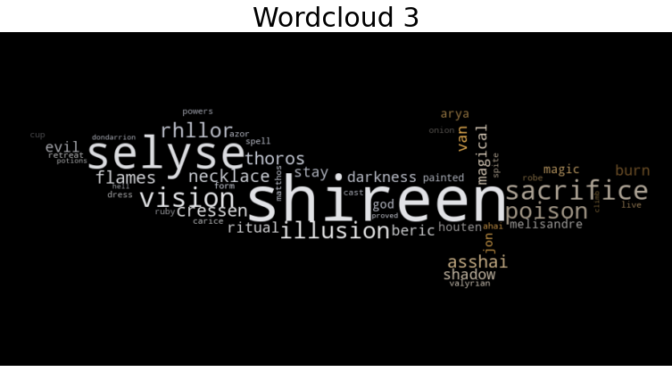 Wordcloud 3
powers
arya
cup
dondarrion
rhllor
azor
onion
evil
spell
van
magical
retreat
selyse
thoros
potions
spite
flames
necklace
matthos
stay
darkness
painted
magic
burn
hell
form
robe
dress
vision
cast
shireen
sacrifice
ruby
cressen
god
poison
climb
live
carice
proved
ritual
illusion
beric
houten
ahai
melisandre
jon
asshai
shadow
valyrian